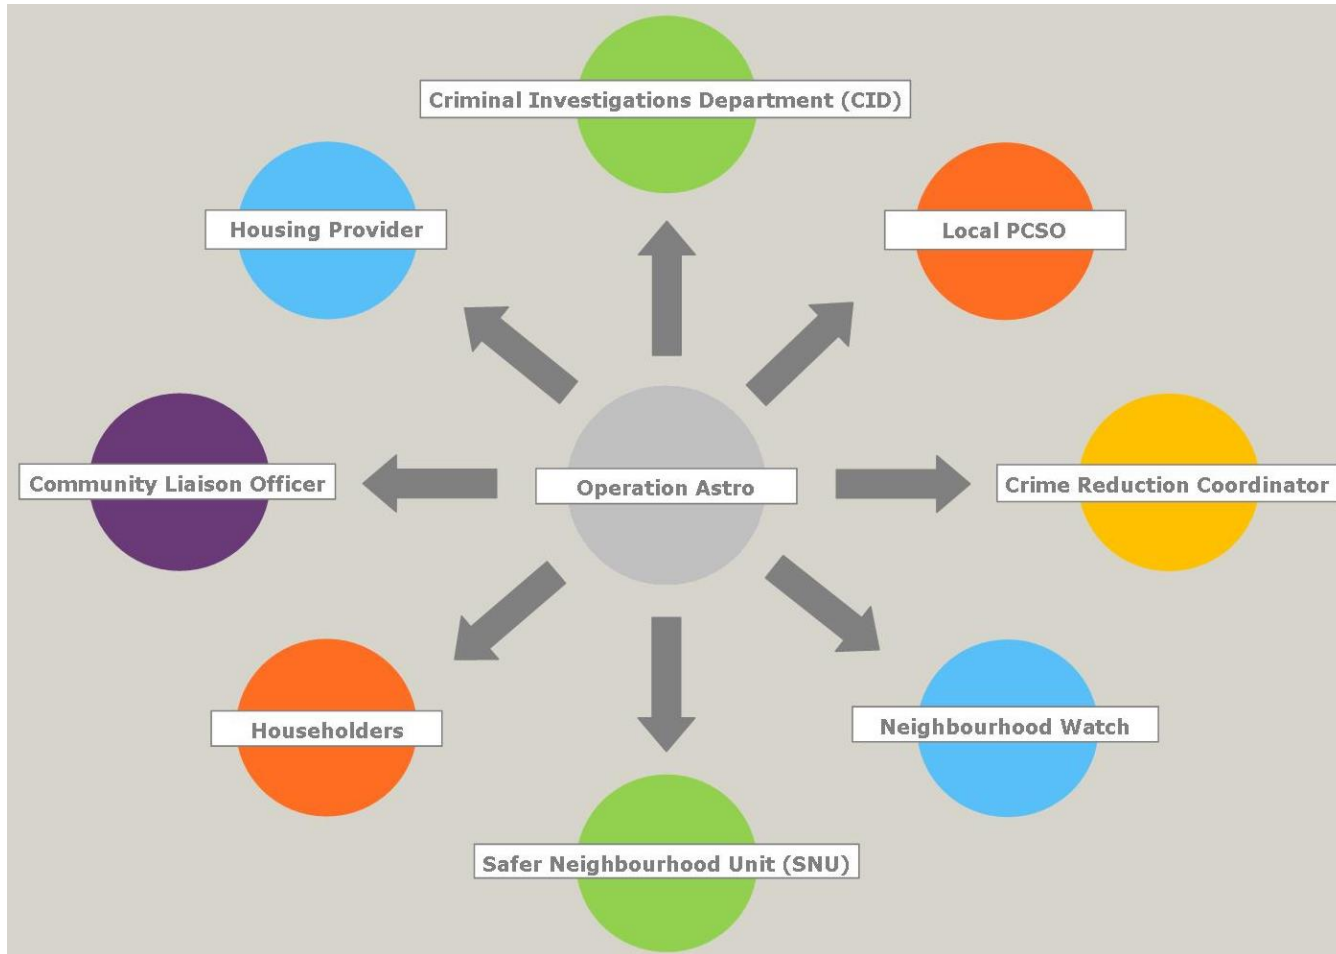 Criminal Investigations Department (CID)
Housing Provider
Local PCSO
Community Liaison Officer
Operation Astro
Crime Reduction Coordinator
Householders
Neighbourhood Watch
Safer Neighbourhood Unit (SNU)